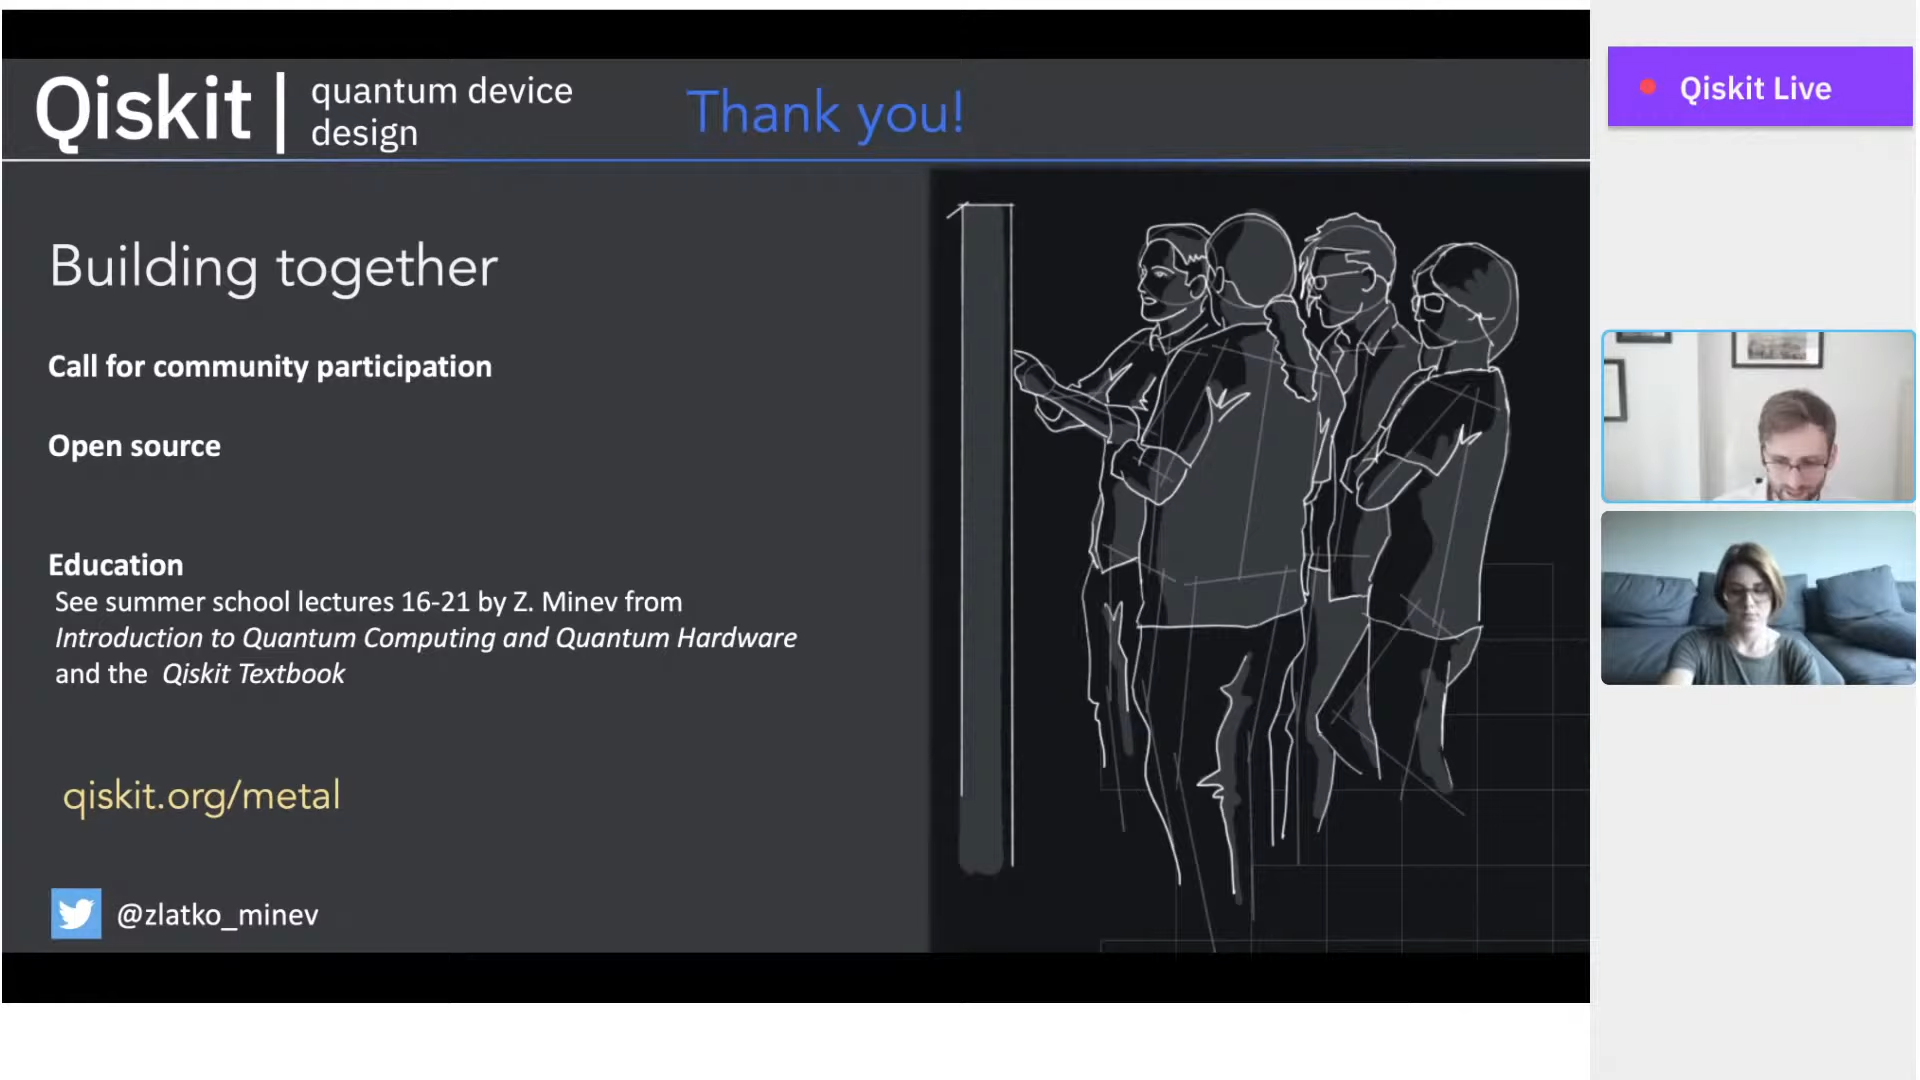 Qiskit | quantum device
design
Thank you!
Qiskit Live
Building together
Call for community participation
Open source
Education
See summer school lectures 16-21 by Z. Minev from
Introduction to Quantum Computing and Quantum Hardware
and the Qiskit Textbook
qiskit.org/metal
@zlatko_minev